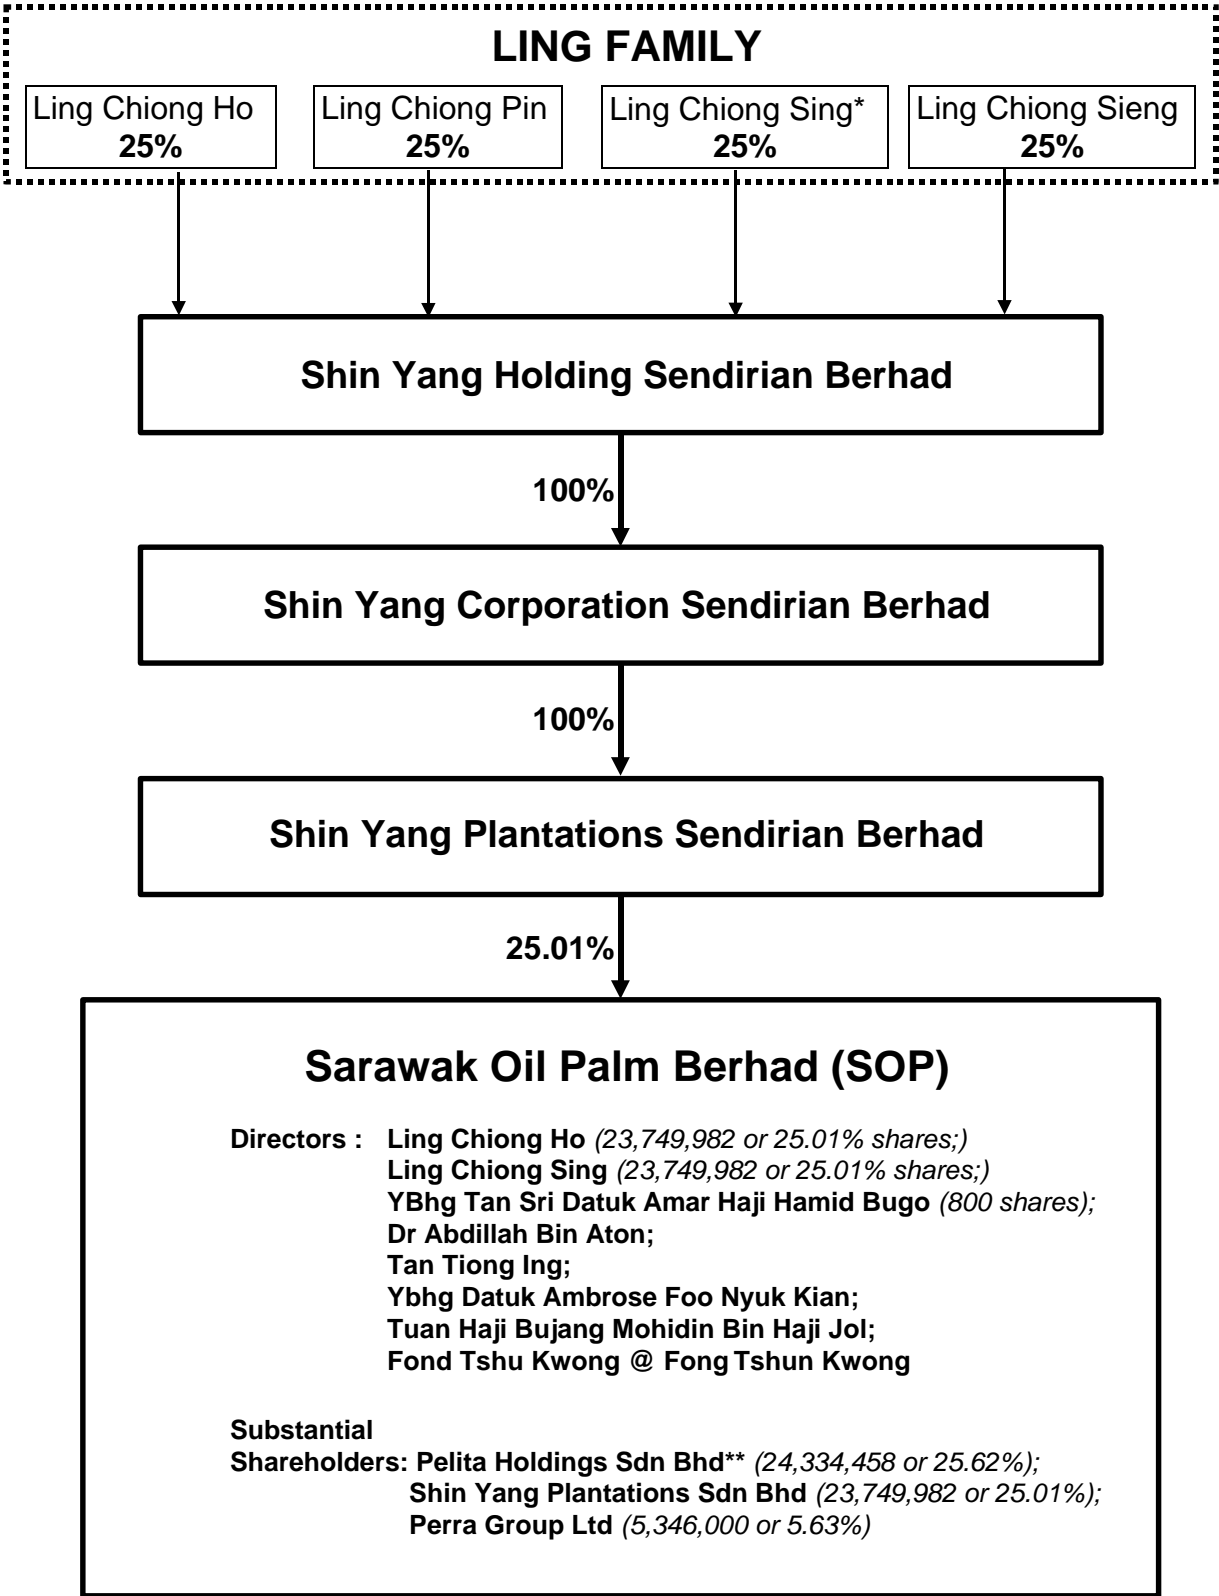 LING FAMILY
Ling Chiong Ho
25%
Ling Chiong Pin
25%
Ling Chiong Sing*
25%
Ling Chiong Sieng
25%
Shin Yang Holding Sendirian Berhad
100%
Shin Yang Corporation Sendirian Berhad
100%
Shin Yang Plantations Sendirian Berhad
25.01%
Sarawak Oil Palm Berhad (SOP)
Directors : Ling Chiong Ho (23,749,982 or 25.01% shares;)
Ling Chiong Sing (23,749,982 or 25.01% shares;)
YBhg Tan Sri Datuk Amar Haji Hamid Bugo (800 shares);
Dr Abdillah Bin Aton;
Tan Tiong Ing;
Ybhg Datuk Ambrose Foo Nyuk Kian;
Tuan Haji Bujang Mohidin Bin Haji Jol;
Fond Tshu Kwong @ Fong Tshun Kwong
Substantial
Shareholders: Pelita Holdings Sdn Bhd** (24,334,458 or 25.62%);
Shin Yang Plantations Sdn Bhd (23,749,982 or 25.01%);
Perra Group Ltd (5,346,000 or 5.63%)